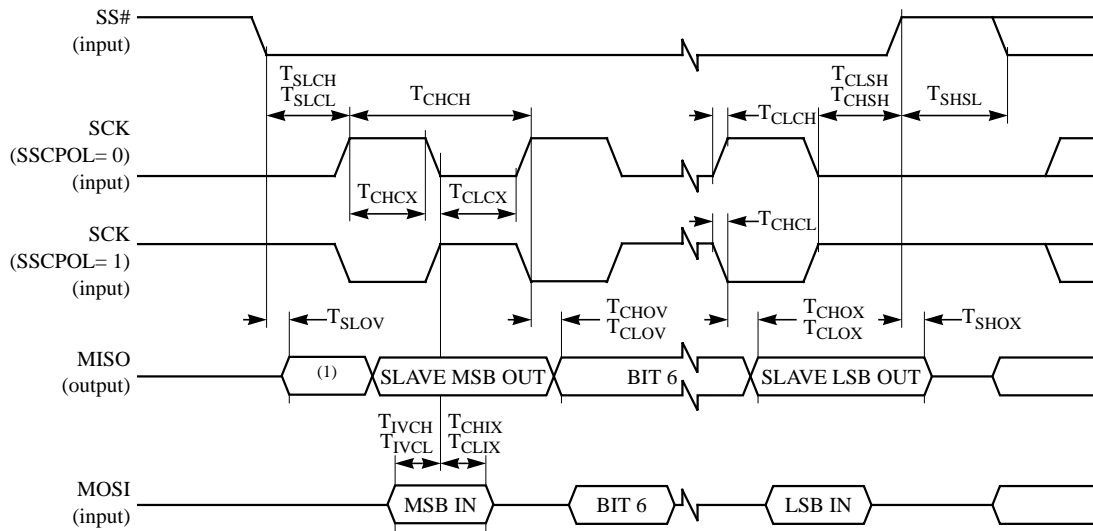 SS#
(input)
T_SLCH
T_SLCL
T_CHCH
T_CLCH
T_CLSH
T_CHSH
T_SHSL
SCK
(SSCPOL= 0)
(input)
T_CHCX
T_CLCX
T_CHCL
SCK
(SSCPOL= 1)
(input)
T_SLOV
T_CHOV
T_CLOV
T_CHOX
T_CLOX
T_SHOX
MISO
(output)
(1)
SLAVE MSB OUT
BIT 6
SLAVE LSB OUT
T_IVCH
T_IVCL
T_CHIX
T_CLIX
MOSI
(input)
MSB IN
BIT 6
LSB IN